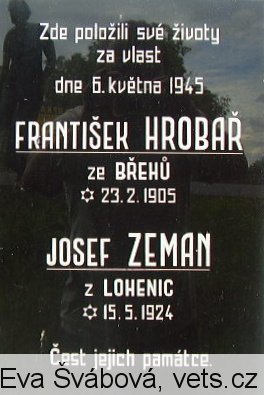 Zde položili své životy
za vlast
dne 6. května 1945
FRANTIŠEK HROBAŘ
ze BŘEHŮ
✡ 23. 2. 1905
JOSEF ZEMAN
z LOHENIC
✡ 15. 5. 1924
Čest jejich památce.
Eva Švábová, vets.cz